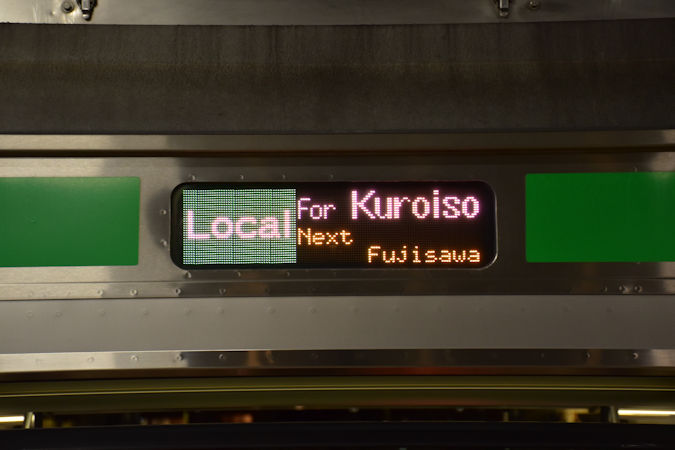 Local
For Kuroiso
Next
Fujisawa